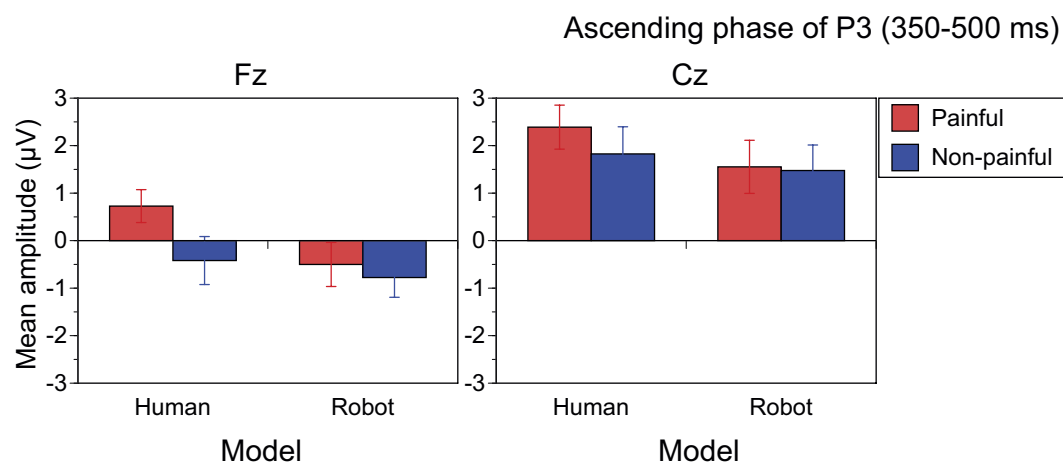 Ascending phase of P3 (350-500 ms)
Fz
Cz
Mean amplitude (µV)
3
2
1
0
-1
-2
-3
3
2
1
0
-1
-2
-3
Painful
Non-painful
Human Robot
Human Robot
Model
Model